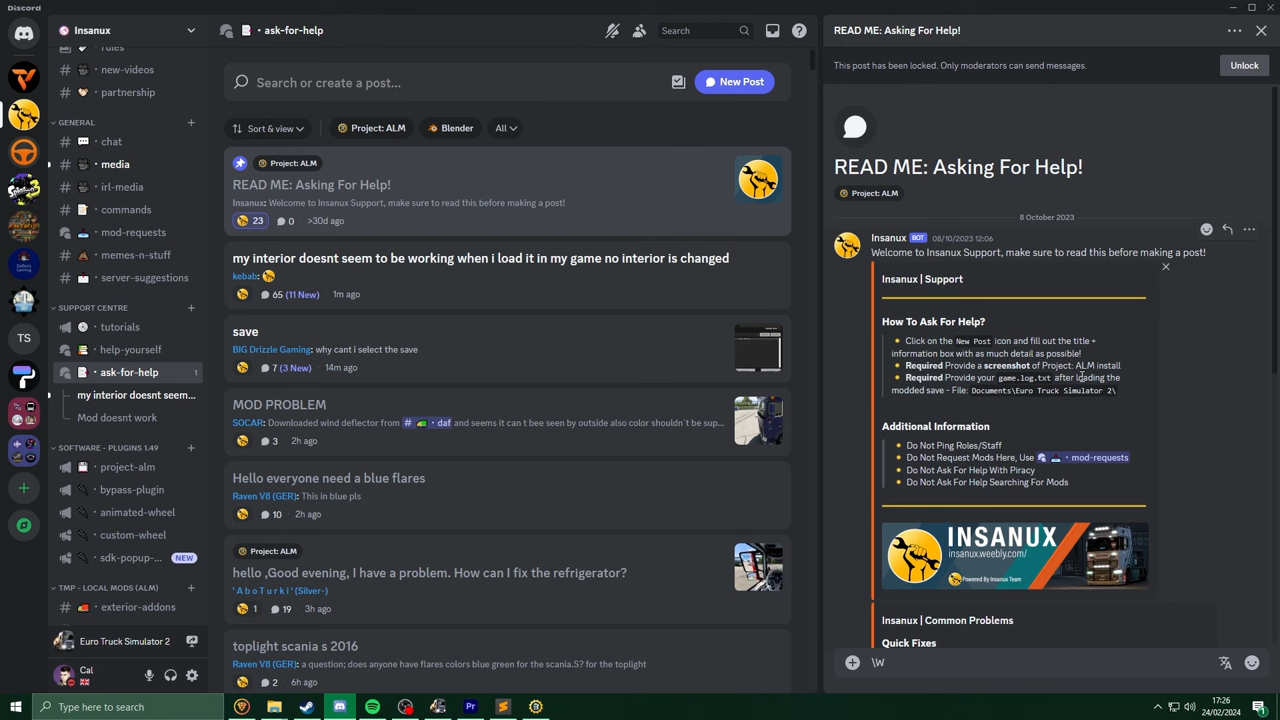 Discord
Insanux
ask-for-help
Search
READ ME: Asking For Help!
rules
new-videos
partnership
GENERAL
chat
media
irl-media
commands
mod-requests
memes-n-stuff
server-suggestions
SUPPORT CENTRE
tutorials
help-yourself
ask-for-help 1
my interior doesnt seem...
Mod doesnt work
SOFTWARE - PLUGINS 1.49
project-alm
bypass-plugin
animated-wheel
custom-wheel
sdk-popup-... NEW
TMP - LOCAL MODS (ALM)
exterior-addons
TS
Euro Truck Simulator 2
Cal
Search or create a post...
New Post
Sort & view
Project: ALM
Blender
All
Project: ALM
READ ME: Asking For Help!
Insanux: Welcome to Insanux Support, make sure to read this before making a post!
23 0 >30d ago
my interior doesnt seem to be working when i load it in my game no interior is changed
kebab:
65 (11 New) 1m ago
save
BIG Drizzle Gaming: why cant i select the save
7 (3 New) 14m ago
MOD PROBLEM
SOCAR: Downloaded wind deflector from # · daf and seems it can t bee seen by outside also color shouldn`t be sup...
3 2h ago
Hello everyone need a blue flares
Raven V8 (GER): This in blue pls
10 2h ago
Project: ALM
hello ,Good evening, I have a problem. How can I fix the refrigerator?
' A b o T u r k i ' (Silver-)
1 19 3h ago
toplight scania s 2016
Raven V8 (GER): a question; does anyone have flares colors blue green for the scania.S? for the toplight
2 6h ago
This post has been locked. Only moderators can send messages.
Unlock
READ ME: Asking For Help!
Project: ALM
8 October 2023
Insanux BOT 08/10/2023 12:06
Welcome to Insanux Support, make sure to read this before making a post!
Insanux | Support
How To Ask For Help?
Click on the New Post icon and fill out the title +
information box with as much detail as possible!
Required Provide a screenshot of Project: ALM install
Required Provide your game.log.txt after loading the
modded save - File: Documents\Euro Truck Simulator 2\
Additional Information
Do Not Ping Roles/Staff
Do Not Request Mods Here, Use mod-requests
Do Not Ask For Help With Piracy
Do Not Ask For Help Searching For Mods
INSANUX
insanux.weebly.com/
Powered By Insanux Team
Insanux | Common Problems
Quick Fixes
\W
Type here to search
17:26
24/02/2024